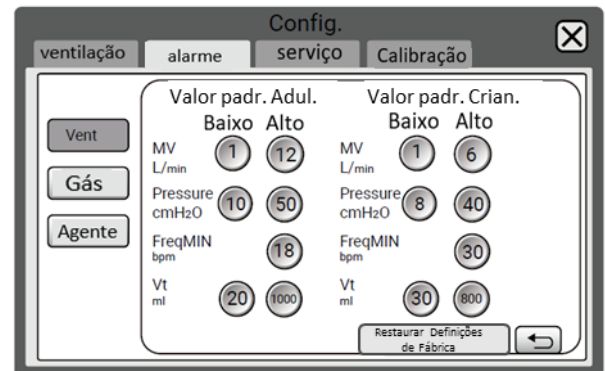 Config.
ventilação alarme serviço Calibração
Valor padr. Adul. Valor padr. Crian.
Baixo Alto Baixo Alto
Vent
MV 1 12 MV 1 6
L/min L/min
Gás
Pressure 10 50 Pressure 8 40
cmH2O cmH2O
Agente
FreqMIN 18 FreqMIN 30
bpm bpm
Vt 20 1000 Vt 30 800
ml ml
Restaurar Definições
de Fábrica